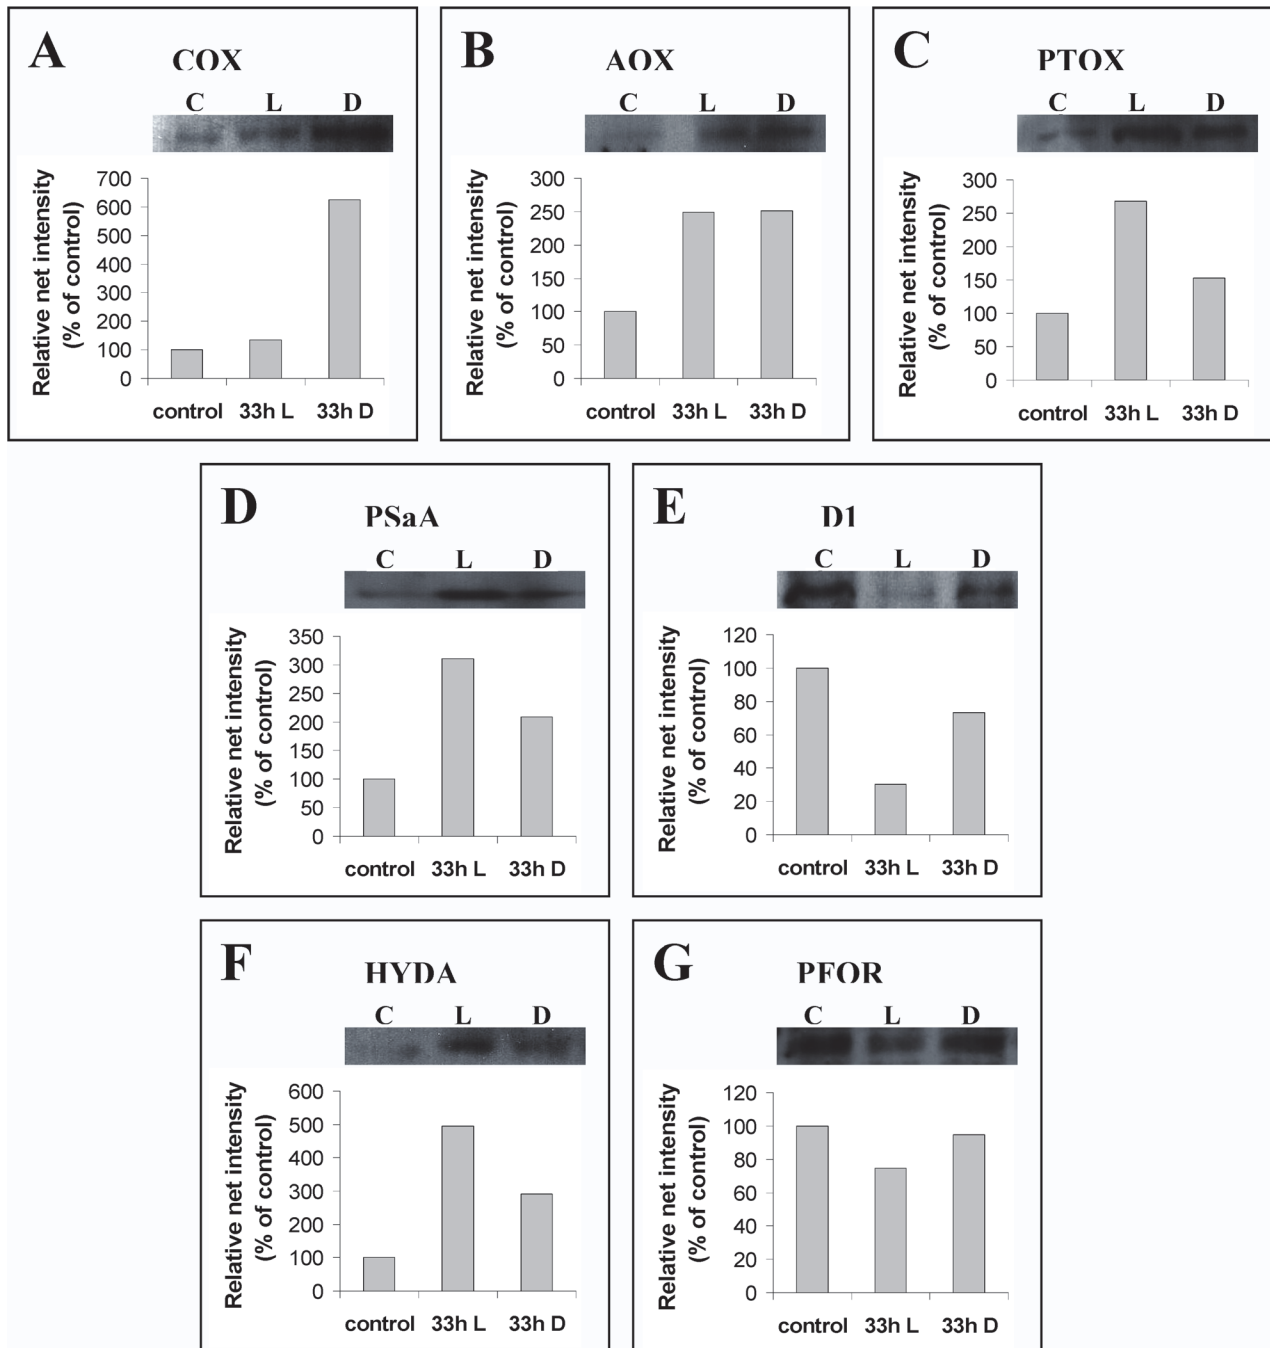 A
COX
C L D
Relative net intensity
(% of control)
700
600
500
400
300
200
100
0
control 33h L 33h D
B
AOX
C L D
Relative net intensity
(% of control)
300
250
200
150
100
50
0
control 33h L 33h D
C
PTOX
C L D
Relative net intensity
(% of control)
300
250
200
150
100
50
0
control 33h L 33h D
D
PSaA
C L D
Relative net intensity
(% of control)
350
300
250
200
150
100
50
0
control 33h L 33h D
E
D1
C L D
Relative net intensity
(% of control)
120
100
80
60
40
20
0
control 33h L 33h D
F
HYDA
C L D
Relative net intensity
(% of control)
600
500
400
300
200
100
0
control 33h L 33h D
G
PFOR
C L D
Relative net intensity
(% of control)
120
100
80
60
40
20
0
control 33h L 33h D